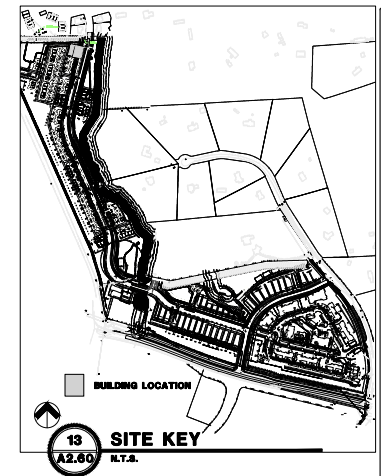 BUILDING LOCATION
13
SITE KEY
A2.60
N.T.S.